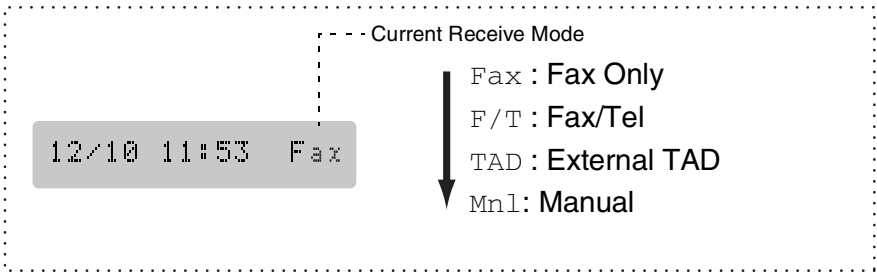 Current Receive Mode
Fax : Fax Only
F/T : Fax/Tel
12/10 11:53 Fax
TAD : External TAD
Mnl: Manual